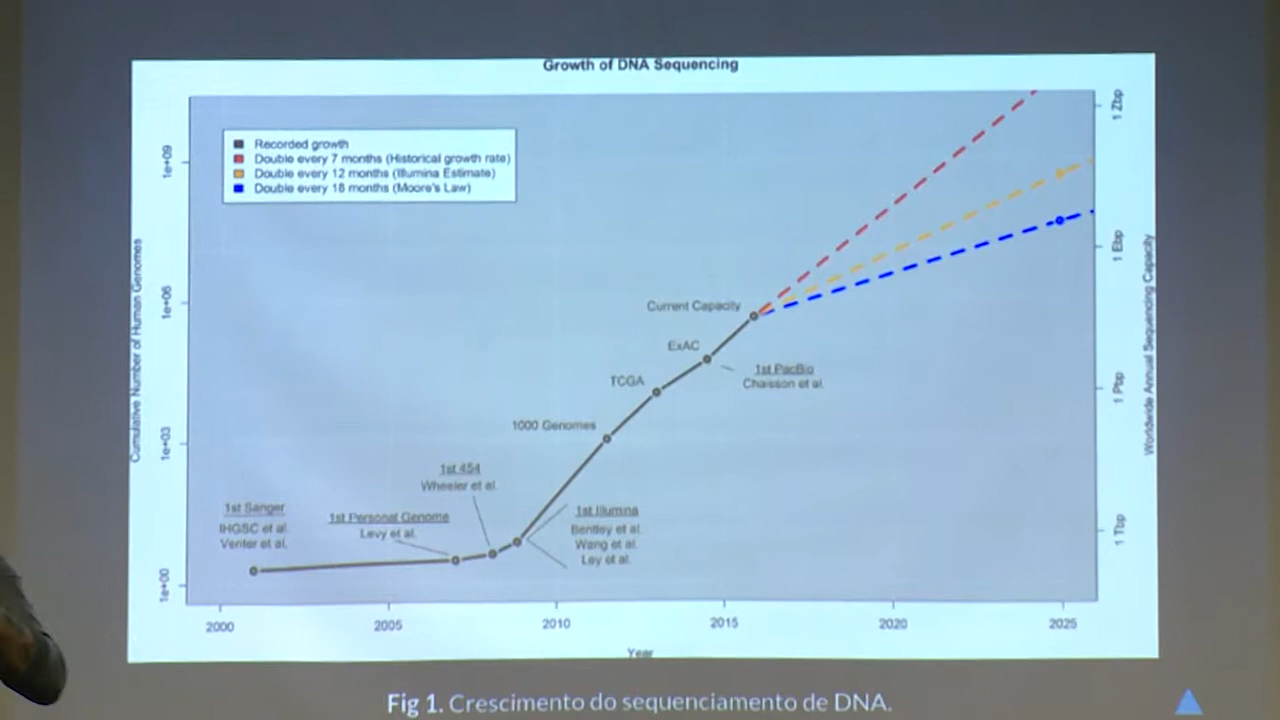 Growth of DNA Sequencing
Recorded growth
Double every 7 months (Historical growth rate)
Double every 12 months (Illumina Estimate)
Double every 18 months (Moore's Law)
Cumulative Number of Human Genomes
1e+09
1e+06
1e+03
1e+00
1 Zbp
1 Ebp
1 Pbp
1 Tbp
Worldwide Annual Sequencing Capacity
Current Capacity
ExAC
1st PacBio
Chaisson et al.
TCGA
1000 Genomes
1st 454
Wheeler et al.
1st Sanger
IHGSC et al.
Venter et al.
1st Personal Genome
Levy et al.
1st Illumina
Bentley et al.
Wang et al.
Ley et al.
2000
2005
2010
2015
2020
2025
Year
Fig 1. Crescimento do sequenciamento de DNA.